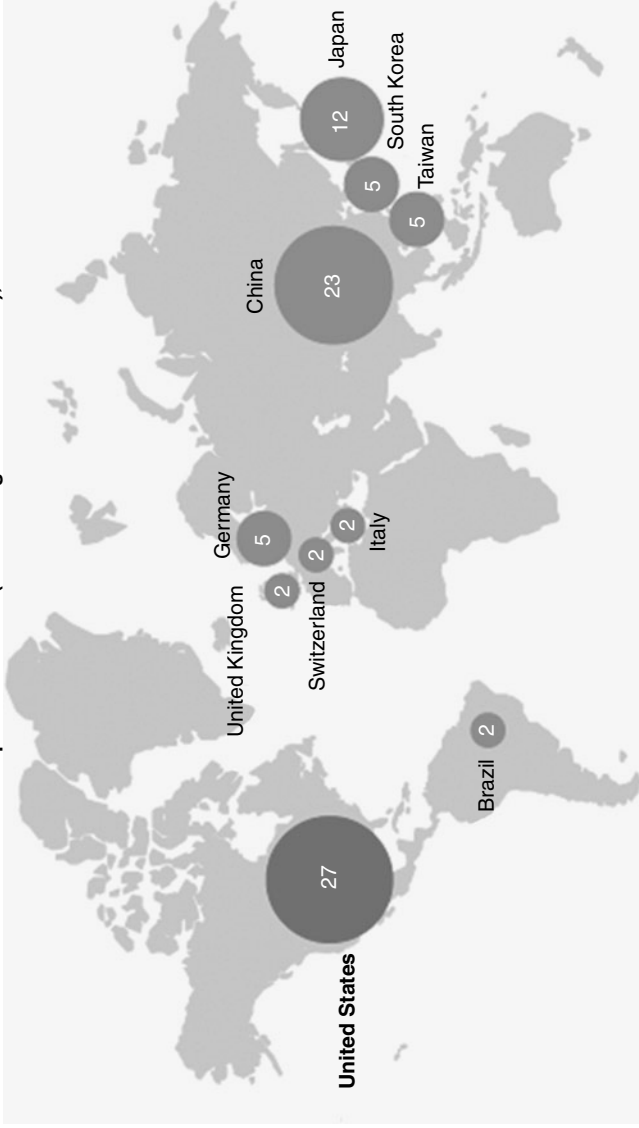 United States
27
Brazil
2
United Kingdom
2
Switzerland
2
Germany
5
Italy
2
China
23
Japan
12
South Korea
5
Taiwan
5